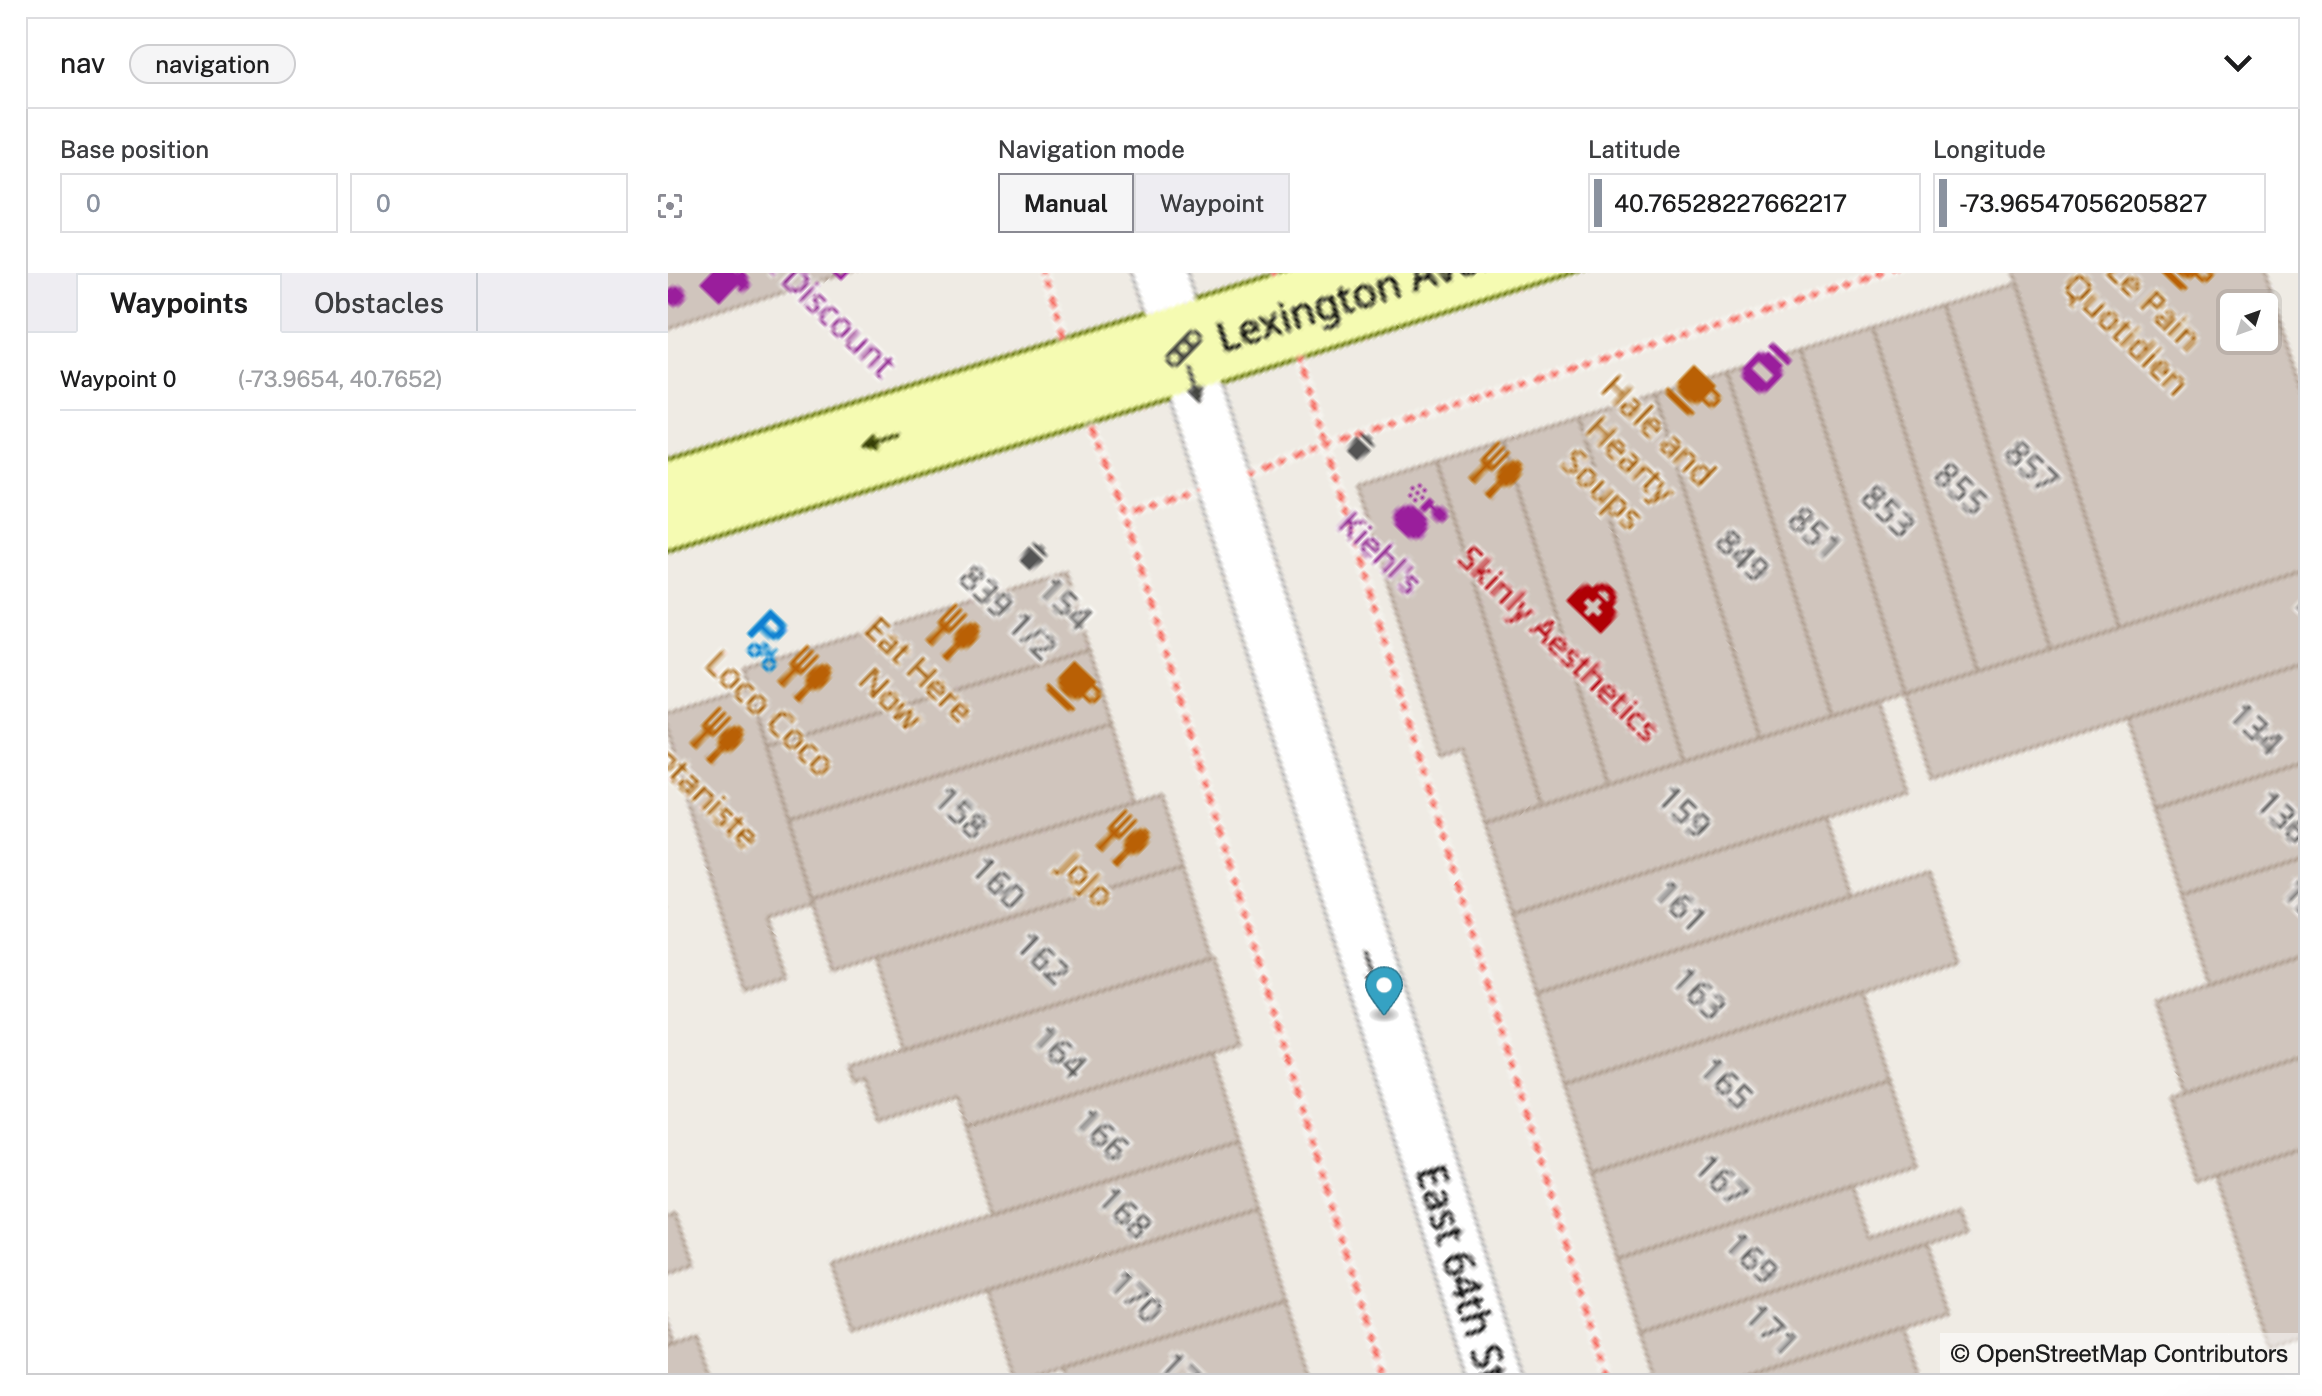 nav navigation
Base position
0 0
Navigation mode
Manual Waypoint
Latitude
40.76528227662217
Longitude
-73.96547056205827
Waypoints Obstacles
Waypoint 0 (-73.9654, 40.7652)
Discount
Lexington Ave
Le Pain
Quotidien
Hale and
Hearty
Soups
Kiehl's
Skinly Aesthetics
849
851
853
855
857
839 1/2
154
Eat Here
Now
Loco Coco
taniste
158
160
JoJo
162
164
166
168
170
159
161
163
165
167
169
171
134
136
East 64th St
© OpenStreetMap Contributors